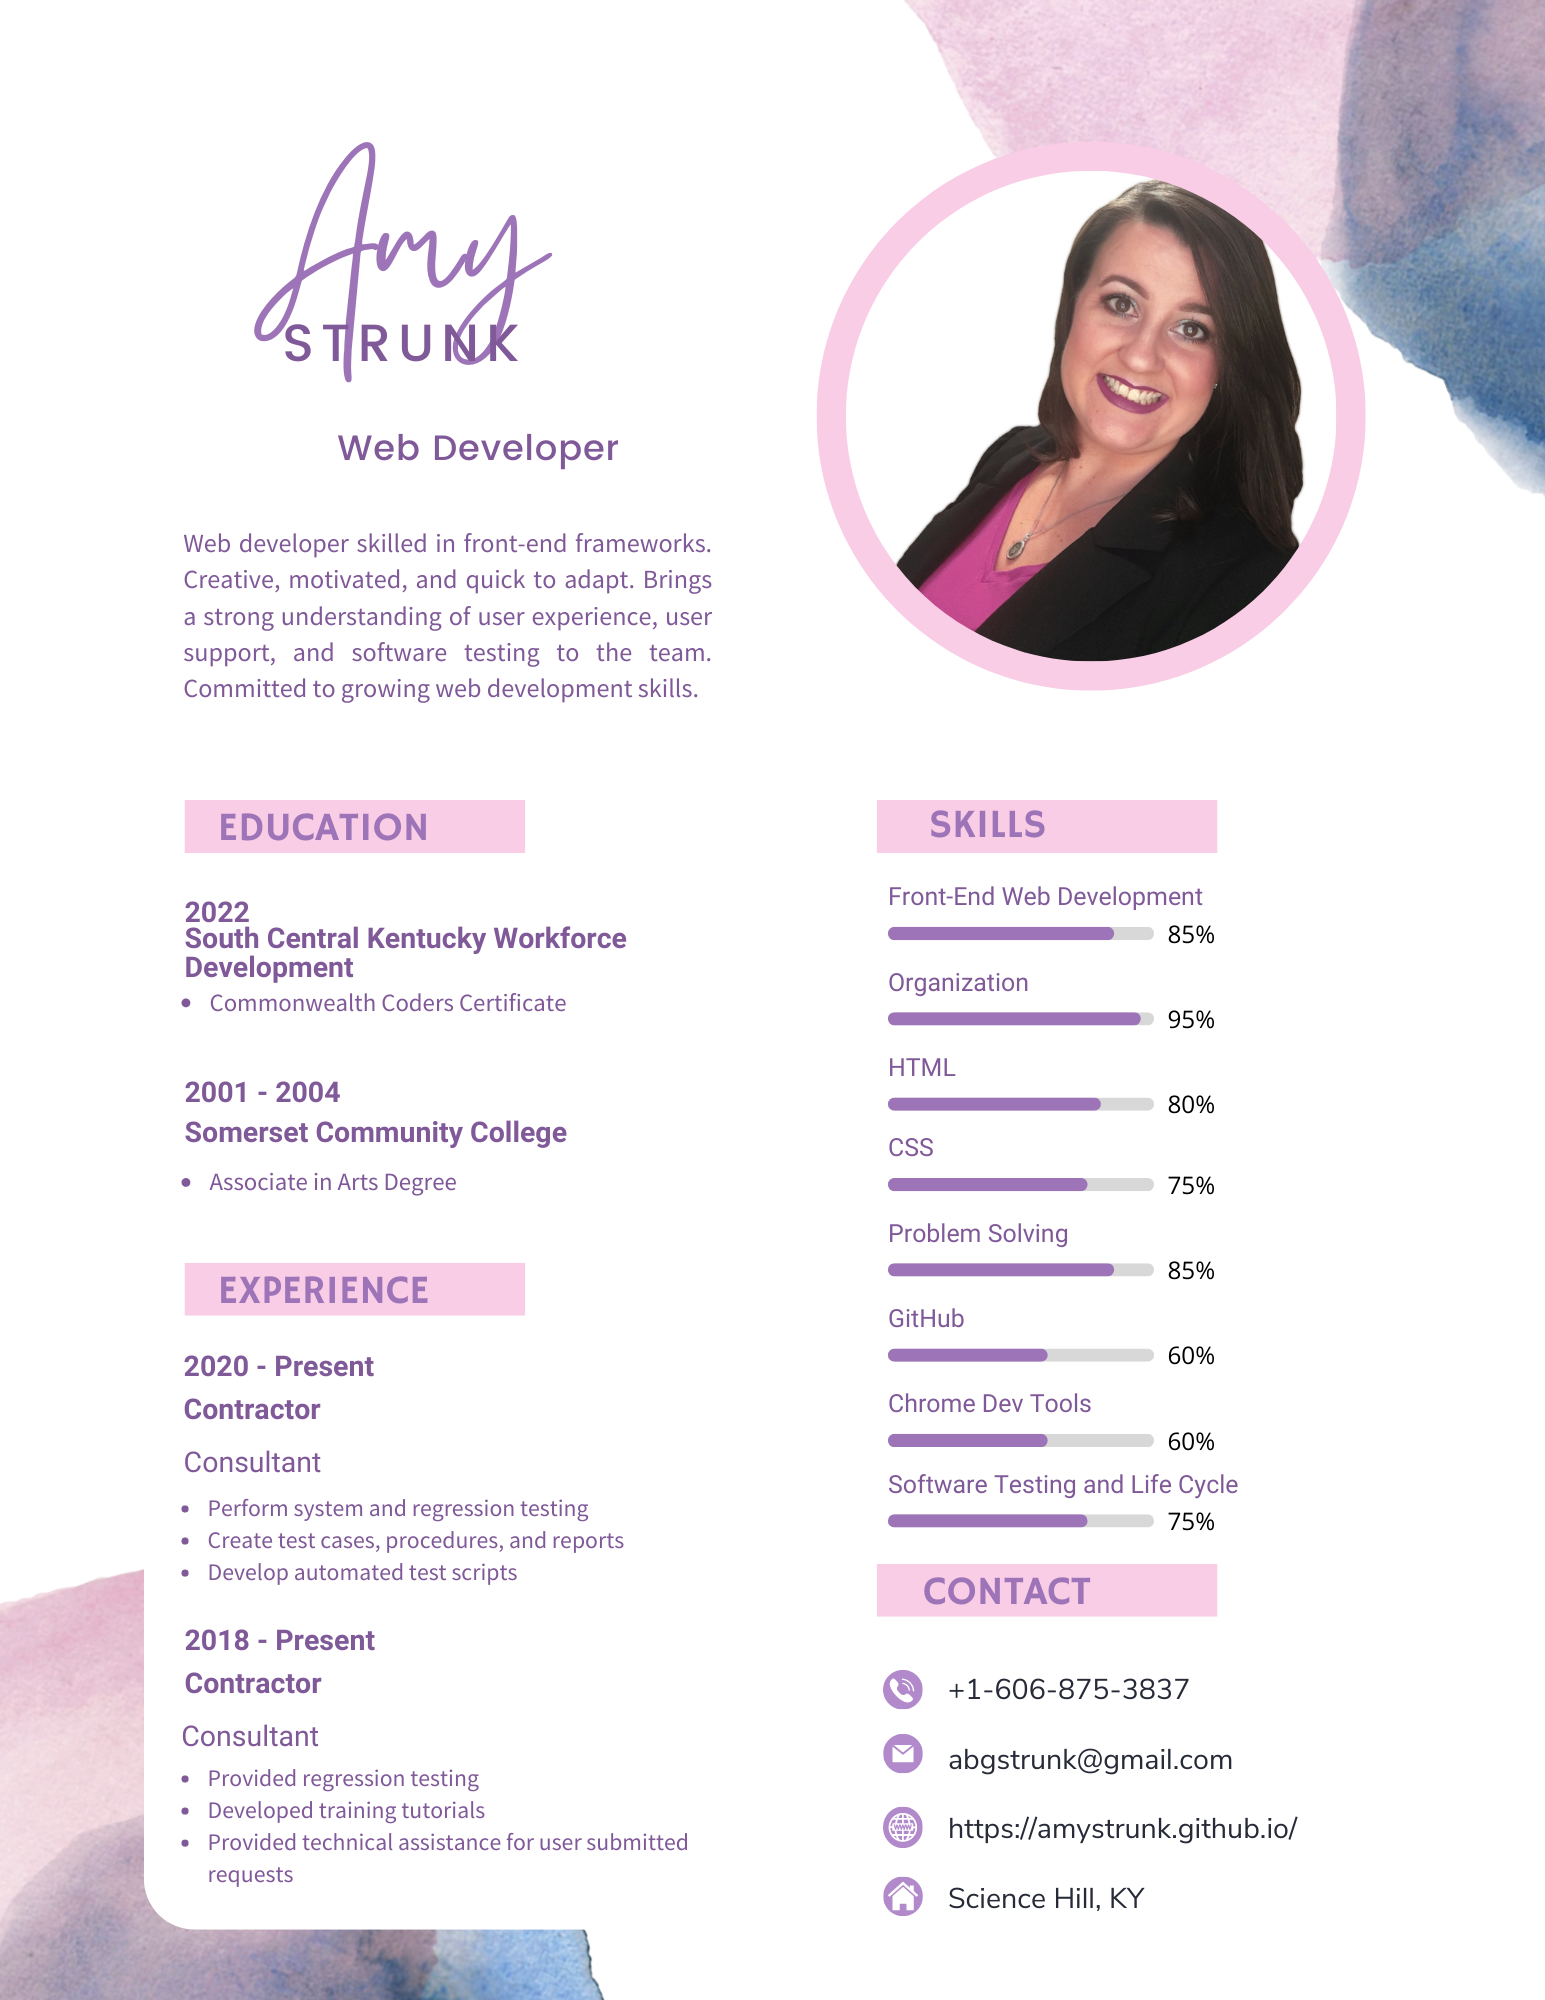 Amy
STRUNK
Web Developer
Web developer skilled in front-end frameworks.
Creative, motivated, and quick to adapt. Brings
a strong understanding of user experience, user
support, and software testing to the team.
Committed to growing web development skills.
EDUCATION
2022
South Central Kentucky Workforce
Development
• Commonwealth Coders Certificate
2001 - 2004
Somerset Community College
• Associate in Arts Degree
EXPERIENCE
2020 - Present
Contractor
Consultant
• Perform system and regression testing
• Create test cases, procedures, and reports
• Develop automated test scripts
2018 - Present
Contractor
Consultant
• Provided regression testing
• Developed training tutorials
• Provided technical assistance for user submitted
requests
SKILLS
Front-End Web Development
85%
Organization
95%
HTML
80%
CSS
75%
Problem Solving
85%
GitHub
60%
Chrome Dev Tools
60%
Software Testing and Life Cycle
75%
CONTACT
+1-606-875-3837
abgstrunk@gmail.com
https://amystrunk.github.io/
Science Hill, KY